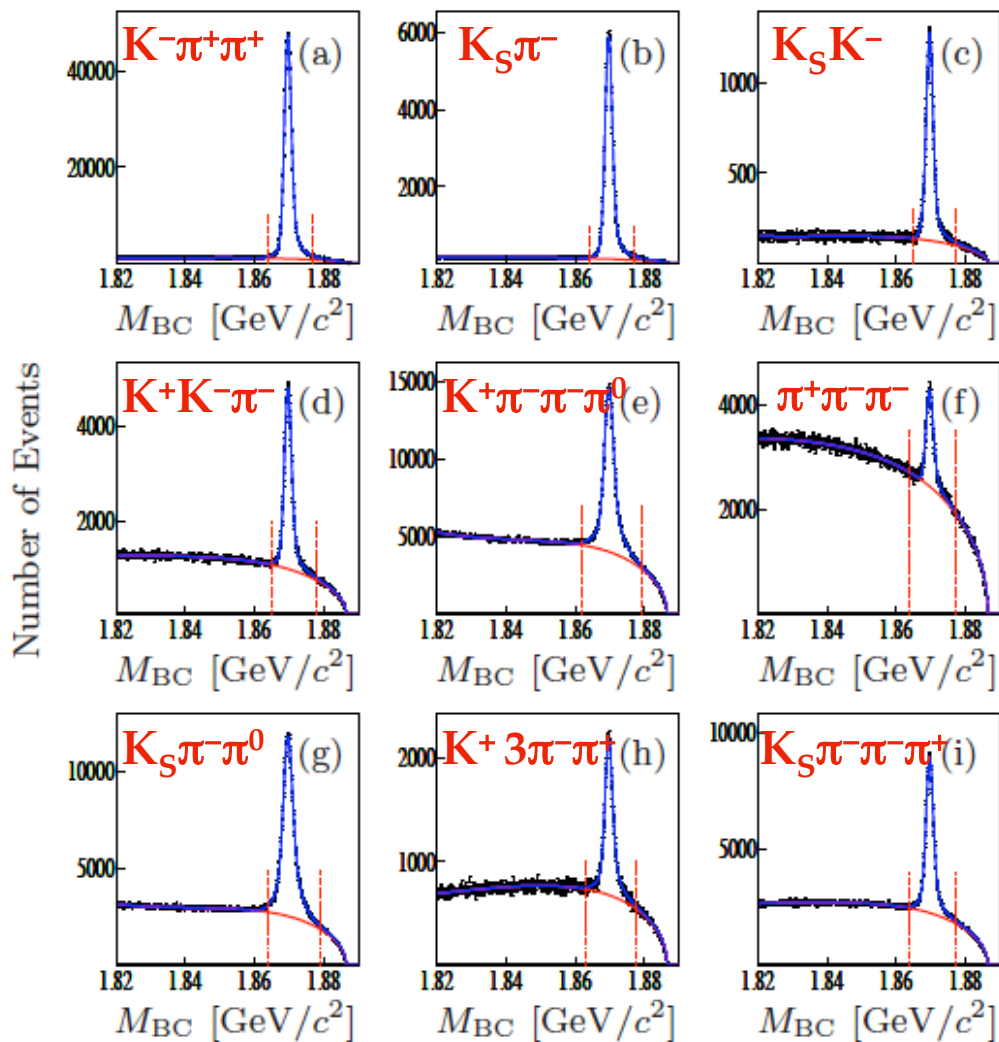 Number of Events
K⁻π⁺π⁺ (a)
40000
20000
1.82 1.84 1.86 1.88
M_BC [GeV/c²]
K_Sπ⁻ (b)
6000
4000
2000
1.82 1.84 1.86 1.88
M_BC [GeV/c²]
K_SK⁻ (c)
1000
500
1.82 1.84 1.86 1.88
M_BC [GeV/c²]
K⁺K⁻π⁻ (d)
4000
2000
1.82 1.84 1.86 1.88
M_BC [GeV/c²]
K⁺π⁻π⁻π⁰ (e)
15000
10000
5000
1.82 1.84 1.86 1.88
M_BC [GeV/c²]
π⁺π⁻π⁻ (f)
4000
2000
1.82 1.84 1.86 1.88
M_BC [GeV/c²]
K_Sπ⁻π⁰ (g)
10000
5000
1.82 1.84 1.86 1.88
M_BC [GeV/c²]
K⁺3π⁻π⁺ (h)
2000
1000
1.82 1.84 1.86 1.88
M_BC [GeV/c²]
K_Sπ⁻π⁻π⁺ (i)
10000
5000
1.82 1.84 1.86 1.88
M_BC [GeV/c²]